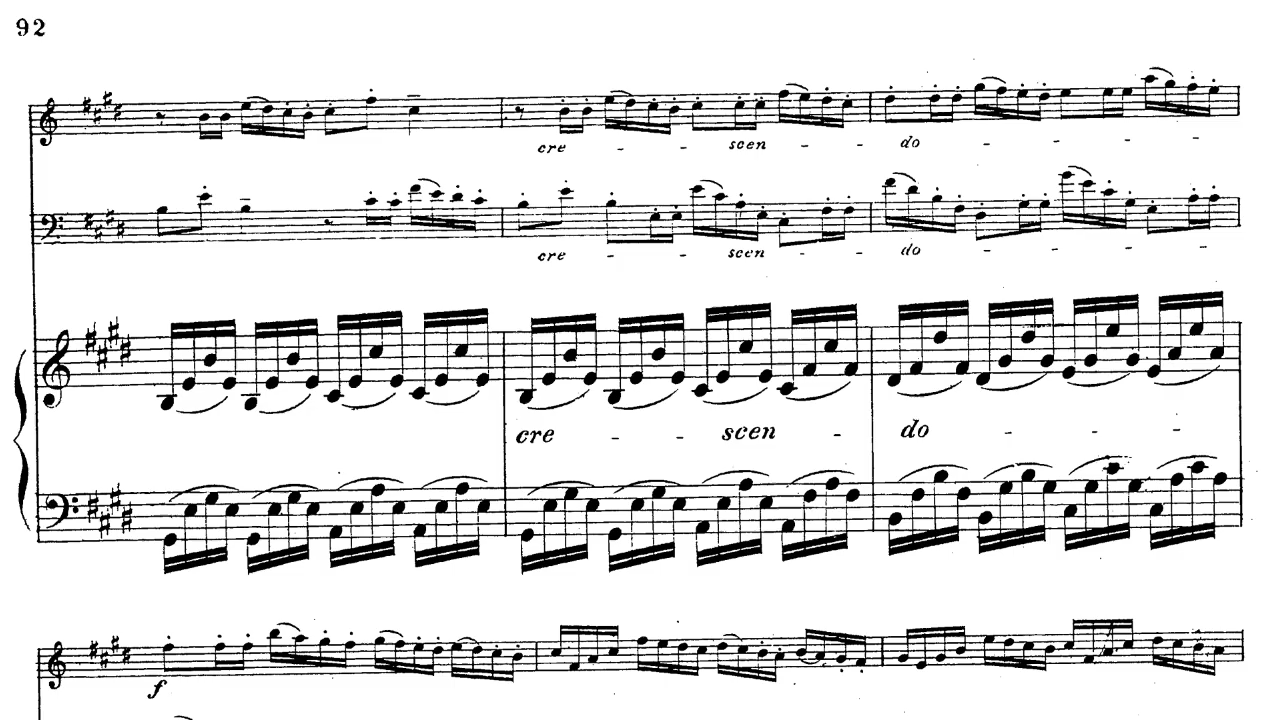 92
cre - - scen - - do - - - -
cre - - scen - - do - - - -
cre - - scen - do - - -
f